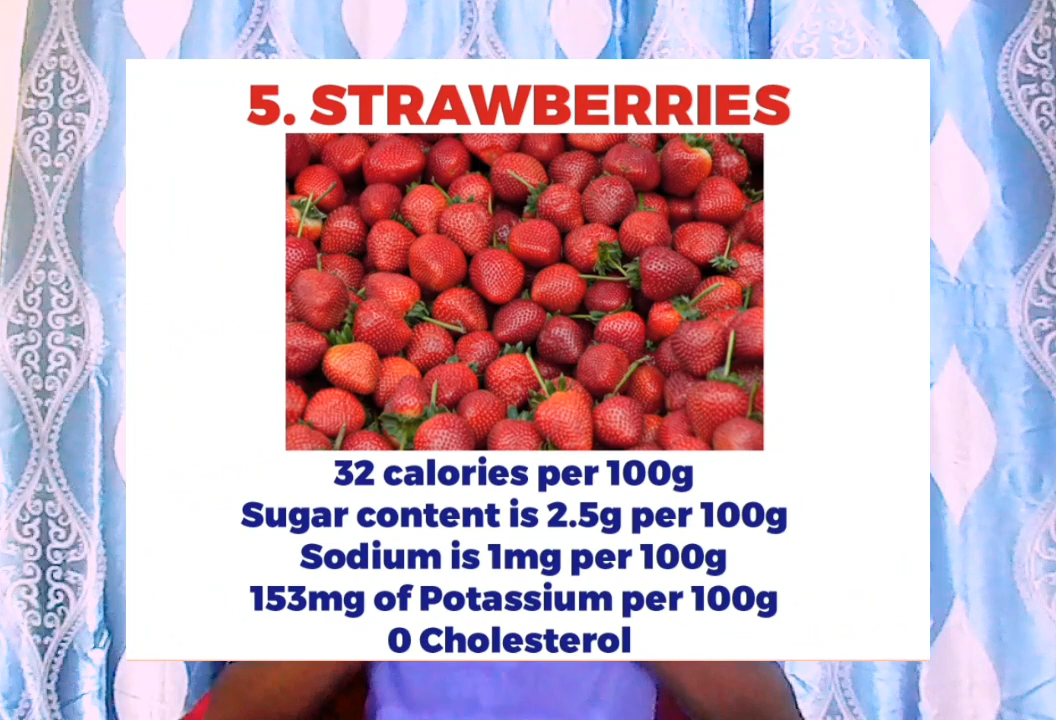 5. STRAWBERRIES
32 calories per 100g
Sugar content is 2.5g per 100g
Sodium is 1mg per 100g
153mg of Potassium per 100g
0 Cholesterol